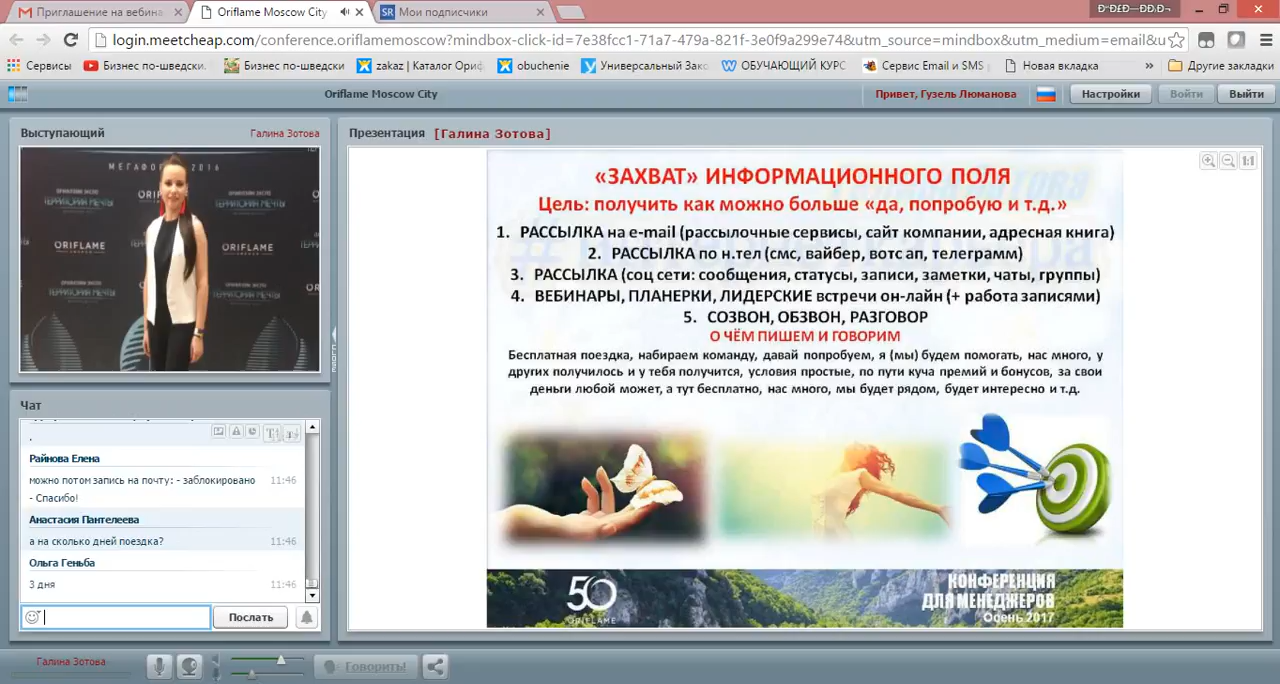 Приглашение на вебина
Oriflame Moscow City
Мои подписчики
login.meetcheap.com/conference.oriflamemoscow?mindbox-click-id=7e38fcc1-71a7-479a-821f-3e0f9a299e74&utm_source=mindbox&utm_medium=email&u
Сервисы
Бизнес по-шведски.
Бизнес по-шведски
zakaz | Каталог Ориф
obuchenie
Универсальный Зако
ОБУЧАЮЩИЙ КУРС
Сервис Email и SMS
Новая вкладка
»
Другие закладки
Oriflame Moscow City
Привет, Гузель Люманова
Настройки
Войти
Выйти
Выступающий
Галина Зотова
МЕГАФО 2016
ORIFLAME
Презентация [Галина Зотова]
1:1
«ЗАХВАТ» ИНФОРМАЦИОННОГО ПОЛЯ
Цель: получить как можно больше «да, попробую и т.д.»
1. РАССЫЛКА на e-mail (рассылочные сервисы, сайт компании, адресная книга)
2. РАССЫЛКА по н.тел (смс, вайбер, вотс ап, телеграмм)
3. РАССЫЛКА (соц сети: сообщения, статусы, записи, заметки, чаты, группы)
4. ВЕБИНАРЫ, ПЛАНЕРКИ, ЛИДЕРСКИЕ встречи он-лайн (+ работа записями)
5. СОЗВОН, ОБЗВОН, РАЗГОВОР
О ЧЁМ ПИШЕМ И ГОВОРИМ
Бесплатная поездка, набираем команду, давай попробуем, я (мы) будем помогать, нас много, у
других получилось и у тебя получится, условия простые, по пути куча премий и бонусов, за свои
деньги любой может, а тут бесплатно, нас много, мы будет рядом, будет интересно и т.д.
50
ORIFLAME
КОНФЕРЕНЦИЯ
ДЛЯ МЕНЕДЖЕРОВ
Осень 2017
Чат
Райнова Елена
можно потом запись на почту: - заблокировано 11:46
- Спасибо!
Анастасия Пантелеева
а на сколько дней поездка? 11:46
Ольга Геньба
3 дня 11:46
Послать
Галина Зотова
Говорить!